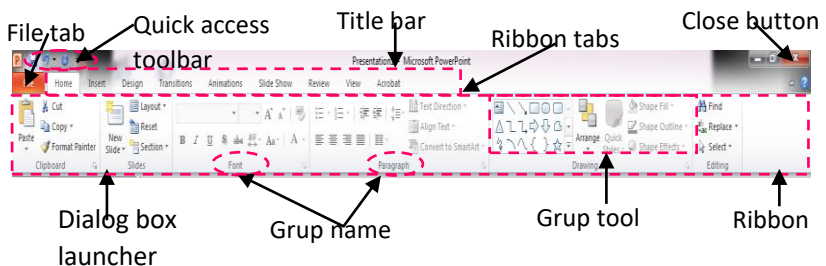 File tab
Quick access
toolbar
Title bar
Ribbon tabs
Close button
Presentation1 - Microsoft PowerPoint
Home Insert Design Transitions Animations Slide Show Review View Acrobat
Paste
Cut
Copy
Format Painter
Clipboard
New
Slide
Layout
Reset
Section
Slides
B I U S abc AV Aa A
Font
Text Direction
Align Text
Convert to SmartArt
Paragraph
Arrange
Quick
Styles
Shape Fill
Shape Outline
Shape Effects
Drawing
Find
Replace
Select
Editing
Dialog box
launcher
Grup name
Grup tool
Ribbon